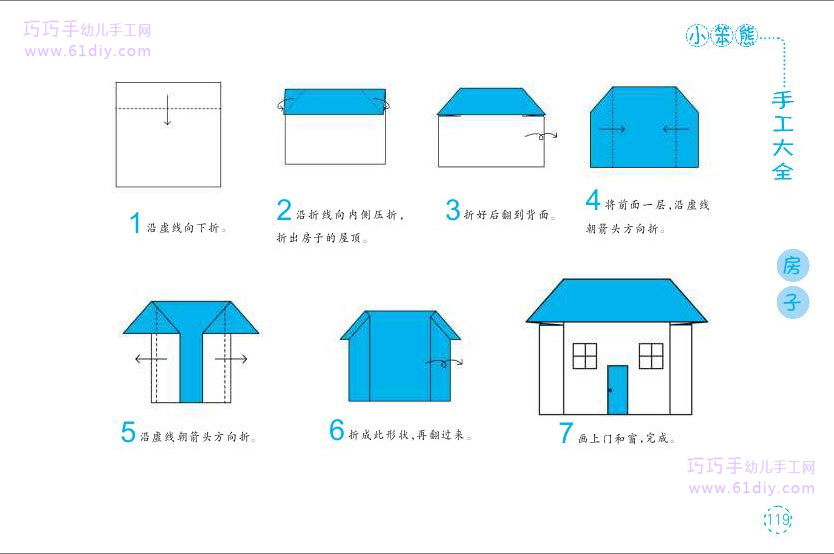 巧巧手幼儿手工网
www.61diy.com
小笨熊
手工大全
1 沿虚线向下折。
2 沿折线向内侧压折，
折出房子的屋顶。
3 折好后翻到背面。
4 将前面一层，沿虚线
朝箭头方向折。
房子
5 沿虚线朝箭头方向折。
6 折成此形状，再翻过来。
7 画上门和窗，完成。
巧巧手幼儿手工网
www.61diy.com
119